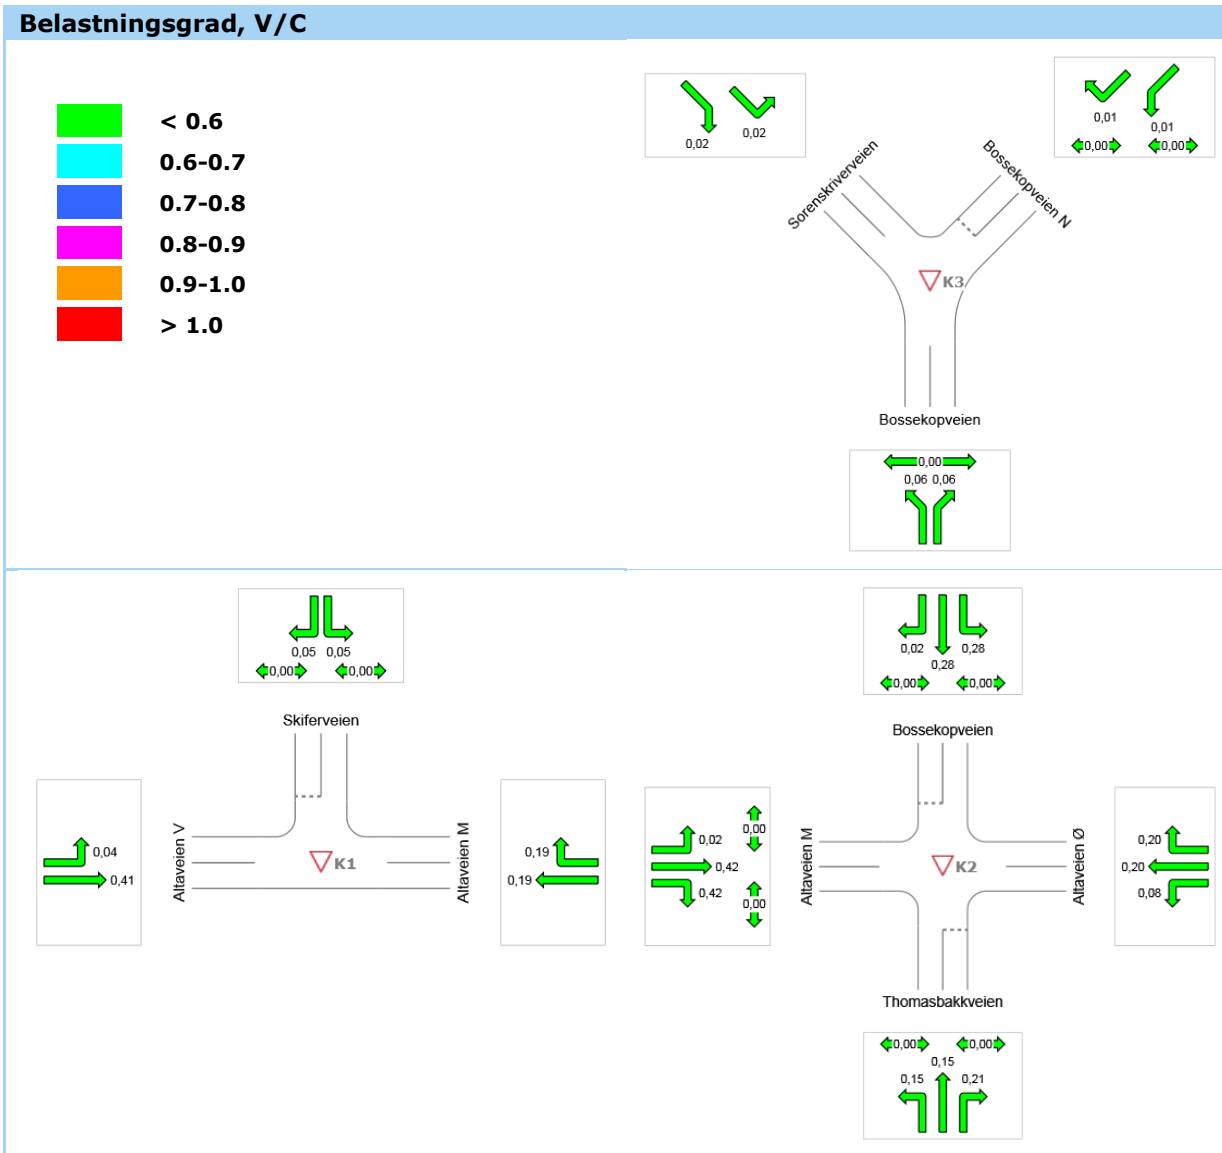 Belastningsgrad, V/C
< 0.6
0.6-0.7
0.7-0.8
0.8-0.9
0.9-1.0
> 1.0
0,02
0,02
0,01
0,01
0,00
0,00
Sorenskriverveien
Bossekopveien N
K3
Bossekopveien
0,00
0,06 0,06
0,05 0,05
0,00
0,00
Skiferveien
0,04
0,41
Altaveien V
K1
Altaveien M
0,19
0,19
0,02
0,28
0,28
0,00
0,00
Bossekopveien
0,02
0,42
0,42
0,00
0,00
Altaveien M
K2
Altaveien Ø
0,20
0,20
0,08
Thomasbakkveien
0,00
0,00
0,15
0,15
0,21